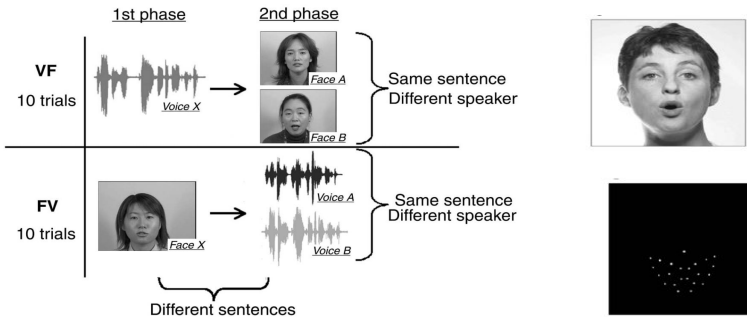 1st phase
2nd phase
VF
10 trials
Voice X
Face A
Face B
Same sentence
Different speaker
FV
10 trials
Face X
Voice A
Voice B
Same sentence
Different speaker
Different sentences